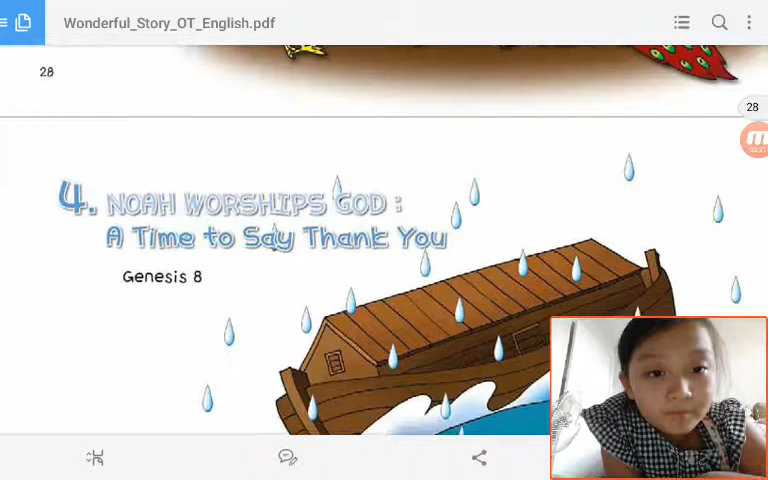 Wonderful_Story_OT_English.pdf
28
28
4. NOAH WORSHIPS GOD :
A Time to Say Thank You
Genesis 8